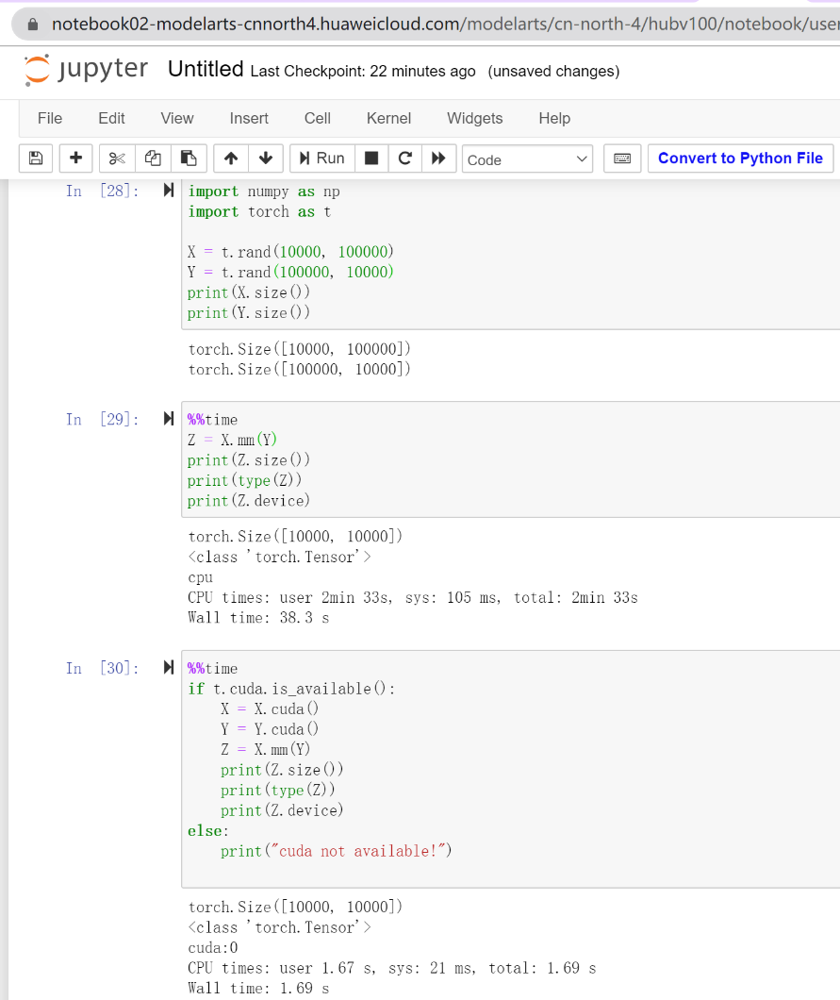 notebook02-modelarts-cnnorth4.huaweicloud.com/modelarts/cn-north-4/hubv100/notebook/user
jupyter Untitled Last Checkpoint: 22 minutes ago (unsaved changes)
File Edit View Insert Cell Kernel Widgets Help
Run Code Convert to Python File
In [28]: import numpy as np
import torch as t
X = t.rand(10000, 100000)
Y = t.rand(100000, 10000)
print(X.size())
print(Y.size())
torch.Size([10000, 100000])
torch.Size([100000, 10000])
In [29]: %%time
Z = X.mm(Y)
print(Z.size())
print(type(Z))
print(Z.device)
torch.Size([10000, 10000])
<class 'torch.Tensor'>
cpu
CPU times: user 2min 33s, sys: 105 ms, total: 2min 33s
Wall time: 38.3 s
In [30]: %%time
if t.cuda.is_available():
    X = X.cuda()
    Y = Y.cuda()
    Z = X.mm(Y)
    print(Z.size())
    print(type(Z))
    print(Z.device)
else:
    print("cuda not available!")
torch.Size([10000, 10000])
<class 'torch.Tensor'>
cuda:0
CPU times: user 1.67 s, sys: 21 ms, total: 1.69 s
Wall time: 1.69 s